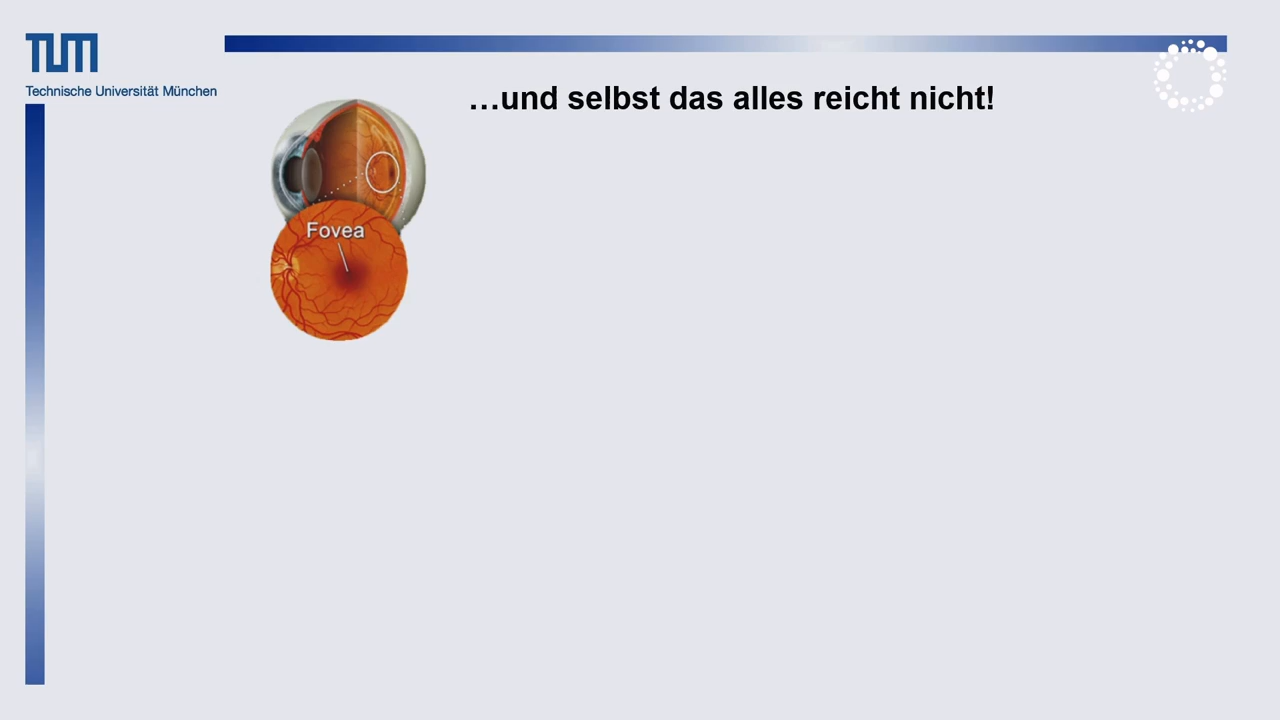 TUM
Technische Universität München
…und selbst das alles reicht nicht!
Fovea